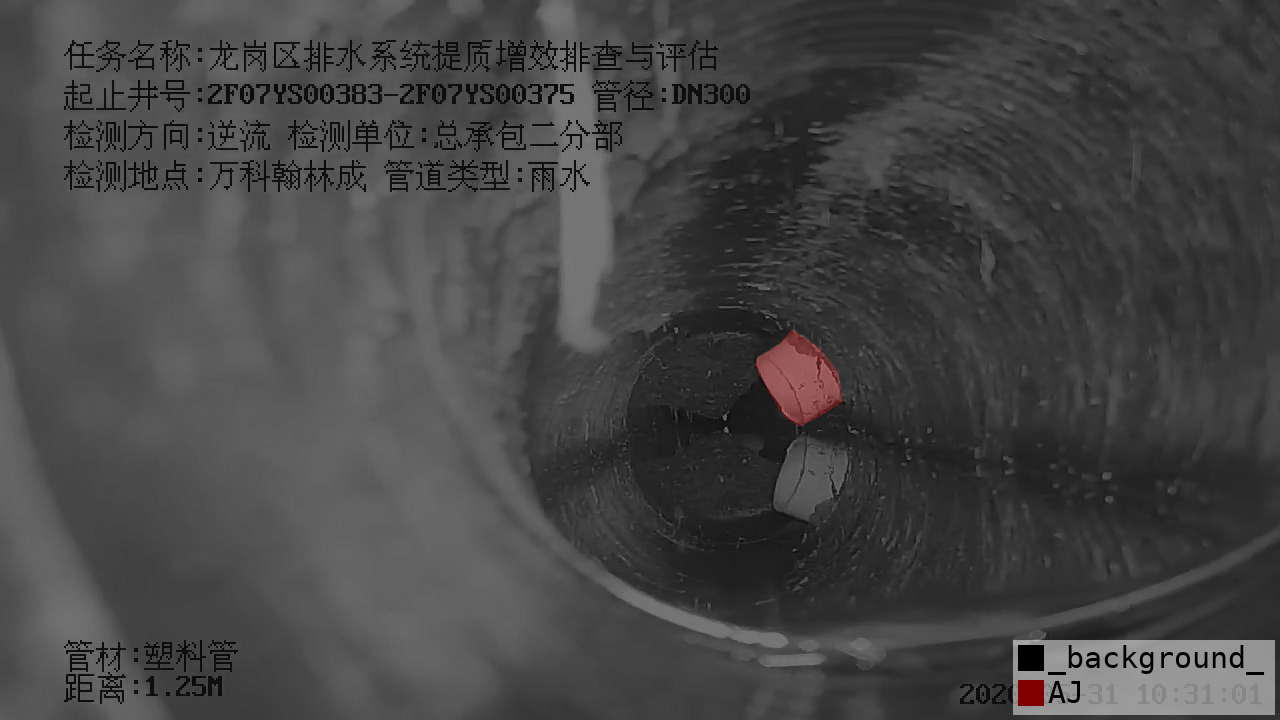 任务名称:龙岗区排水系统提质增效排查与评估
起止井号:2F07YS00383-2F07YS00375 管径:DN300
检测方向:逆流 检测单位:总承包二分部
检测地点:万科翰林成 管道类型:雨水
管材:塑料管
距离:1.25M
_background_
AJ
10:31:01